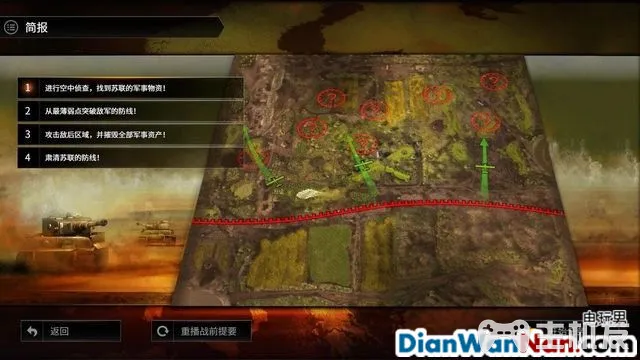 简报
1 进行空中侦查，找到苏联的军事物资！
2 从最薄弱点突破敌军的防线！
3 攻击敌后区域，并摧毁全部军事资产！
4 肃清苏联的防线！
返回
重播战前提要
电玩男
DianWanNan.com